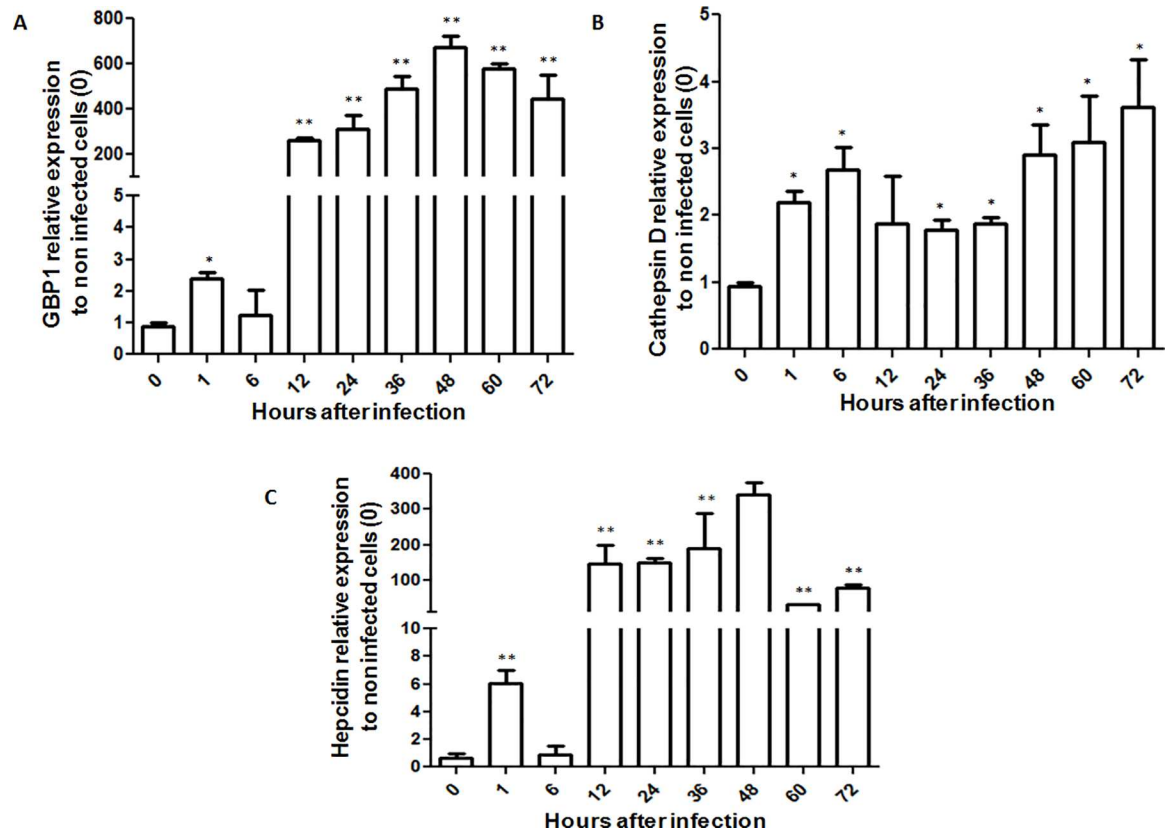 A
GBP1 relative expression
to non infected cells (0)
800
600
400
200
5
4
3
2
1
0
*
** ** ** ** ** **
0 1 6 12 24 36 48 60 72
Hours after infection
B
Cathepsin D relative expression
to non infected cells (0)
5
4
3
2
1
0
* * * * * * *
0 1 6 12 24 36 48 60 72
Hours after infection
C
Hepcidin relative expression
to non infected cells (0)
400
300
200
100
10
8
6
4
2
0
** ** ** ** ** **
0 1 6 12 24 36 48 60 72
Hours after infection